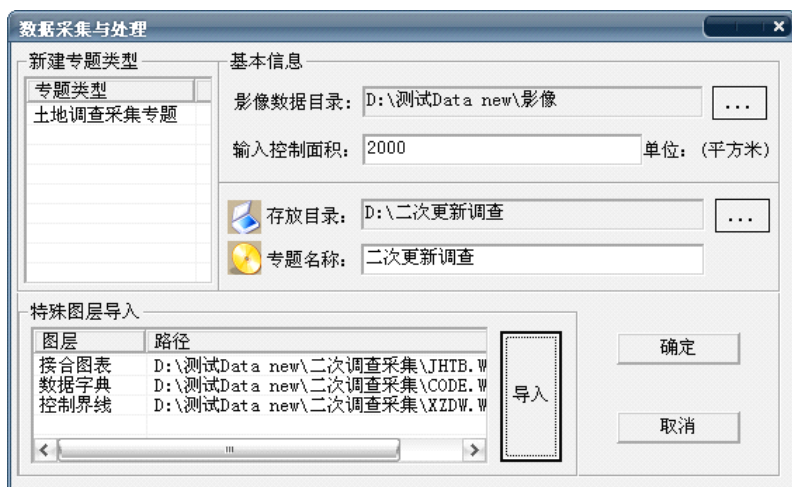 数据采集与处理
新建专题类型
专题类型
土地调查采集专题
基本信息
影像数据目录: D:\测试Data new\影像 ...
输入控制面积: 2000 单位: (平方米)
存放目录: D:\二次更新调查 ...
专题名称: 二次更新调查
特殊图层导入
图层 路径
接合图表 D:\测试Data new\二次调查采集\JHTB.W
数据字典 D:\测试Data new\二次调查采集\CODE.W
控制界线 D:\测试Data new\二次调查采集\XZDW.W
导入
确定
取消